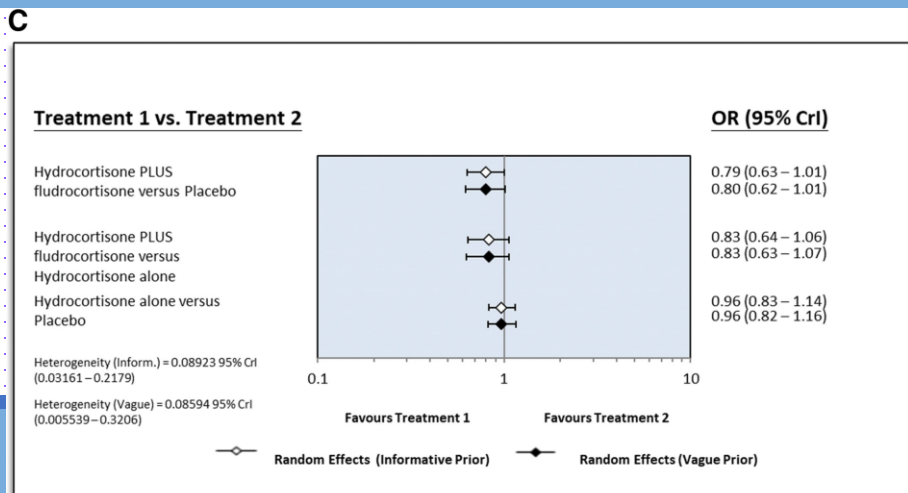 C
Treatment 1 vs. Treatment 2
OR (95% CrI)
Hydrocortisone PLUS
fludrocortisone versus Placebo
0.79 (0.63 – 1.01)
0.80 (0.62 – 1.01)
Hydrocortisone PLUS
fludrocortisone versus
Hydrocortisone alone
0.83 (0.64 – 1.06)
0.83 (0.63 – 1.07)
Hydrocortisone alone versus
Placebo
0.96 (0.83 – 1.14)
0.96 (0.82 – 1.16)
Heterogeneity (Inform.) = 0.08923 95% CrI
(0.03161 – 0.2179)
Heterogeneity (Vague) = 0.08594 95% CrI
(0.005539 – 0.3206)
0.1 1 10
Favours Treatment 1 Favours Treatment 2
Random Effects (Informative Prior) Random Effects (Vague Prior)